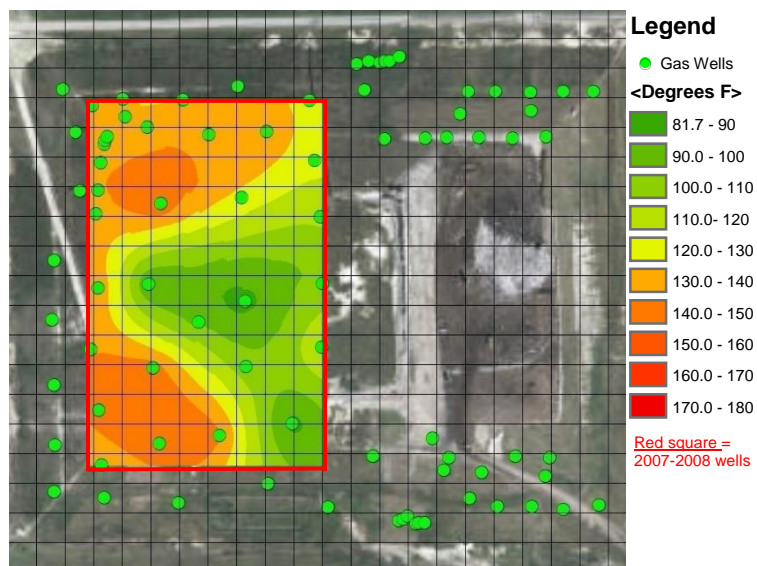 Legend
Gas Wells
<Degrees F>
81.7 - 90
90.0 - 100
100.0 - 110
110.0- 120
120.0 - 130
130.0 - 140
140.0 - 150
150.0 - 160
160.0 - 170
170.0 - 180
Red square =
2007-2008 wells